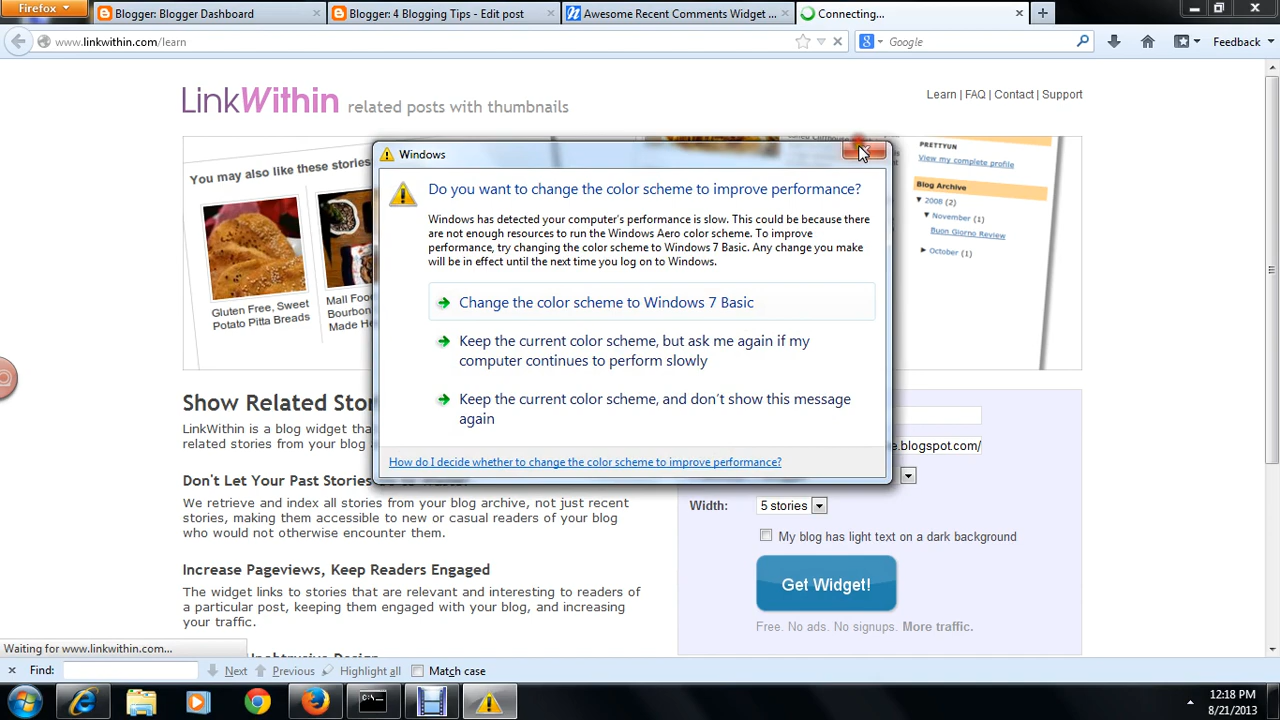 Firefox
Blogger: Blogger Dashboard
Blogger: 4 Blogging Tips - Edit post
Awesome Recent Comments Widget ...
Connecting...
www.linkwithin.com/learn
Google
Feedback
LinkWithin related posts with thumbnails
Learn | FAQ | Contact | Support
You may also like these stories
Gluten Free, Sweet
Potato Pitta Breads
Mall Foo
Bourbon
Made He
PRETTYUN
View my complete profile
Blog Archive
2008 (2)
November (1)
Buon Giorno Review
October (1)
Windows
Do you want to change the color scheme to improve performance?
Windows has detected your computer's performance is slow. This could be because there
are not enough resources to run the Windows Aero color scheme. To improve
performance, try changing the color scheme to Windows 7 Basic. Any change you make
will be in effect until the next time you log on to Windows.
Change the color scheme to Windows 7 Basic
Keep the current color scheme, but ask me again if my
computer continues to perform slowly
Keep the current color scheme, and don't show this message
again
How do I decide whether to change the color scheme to improve performance?
Show Related Stor
LinkWithin is a blog widget tha
related stories from your blog
Don't Let Your Past Stories
We retrieve and index all stories from your blog archive, not just recent
stories, making them accessible to new or casual readers of your blog
who would not otherwise encounter them.
Increase Pageviews, Keep Readers Engaged
The widget links to stories that are relevant and interesting to readers of
a particular post, keeping them engaged with your blog, and increasing
your traffic.
e.blogspot.com/
Width: 5 stories
My blog has light text on a dark background
Get Widget!
Free. No ads. No signups. More traffic.
Waiting for www.linkwithin.com...
Find: Next Previous Highlight all Match case
12:18 PM
8/21/2013